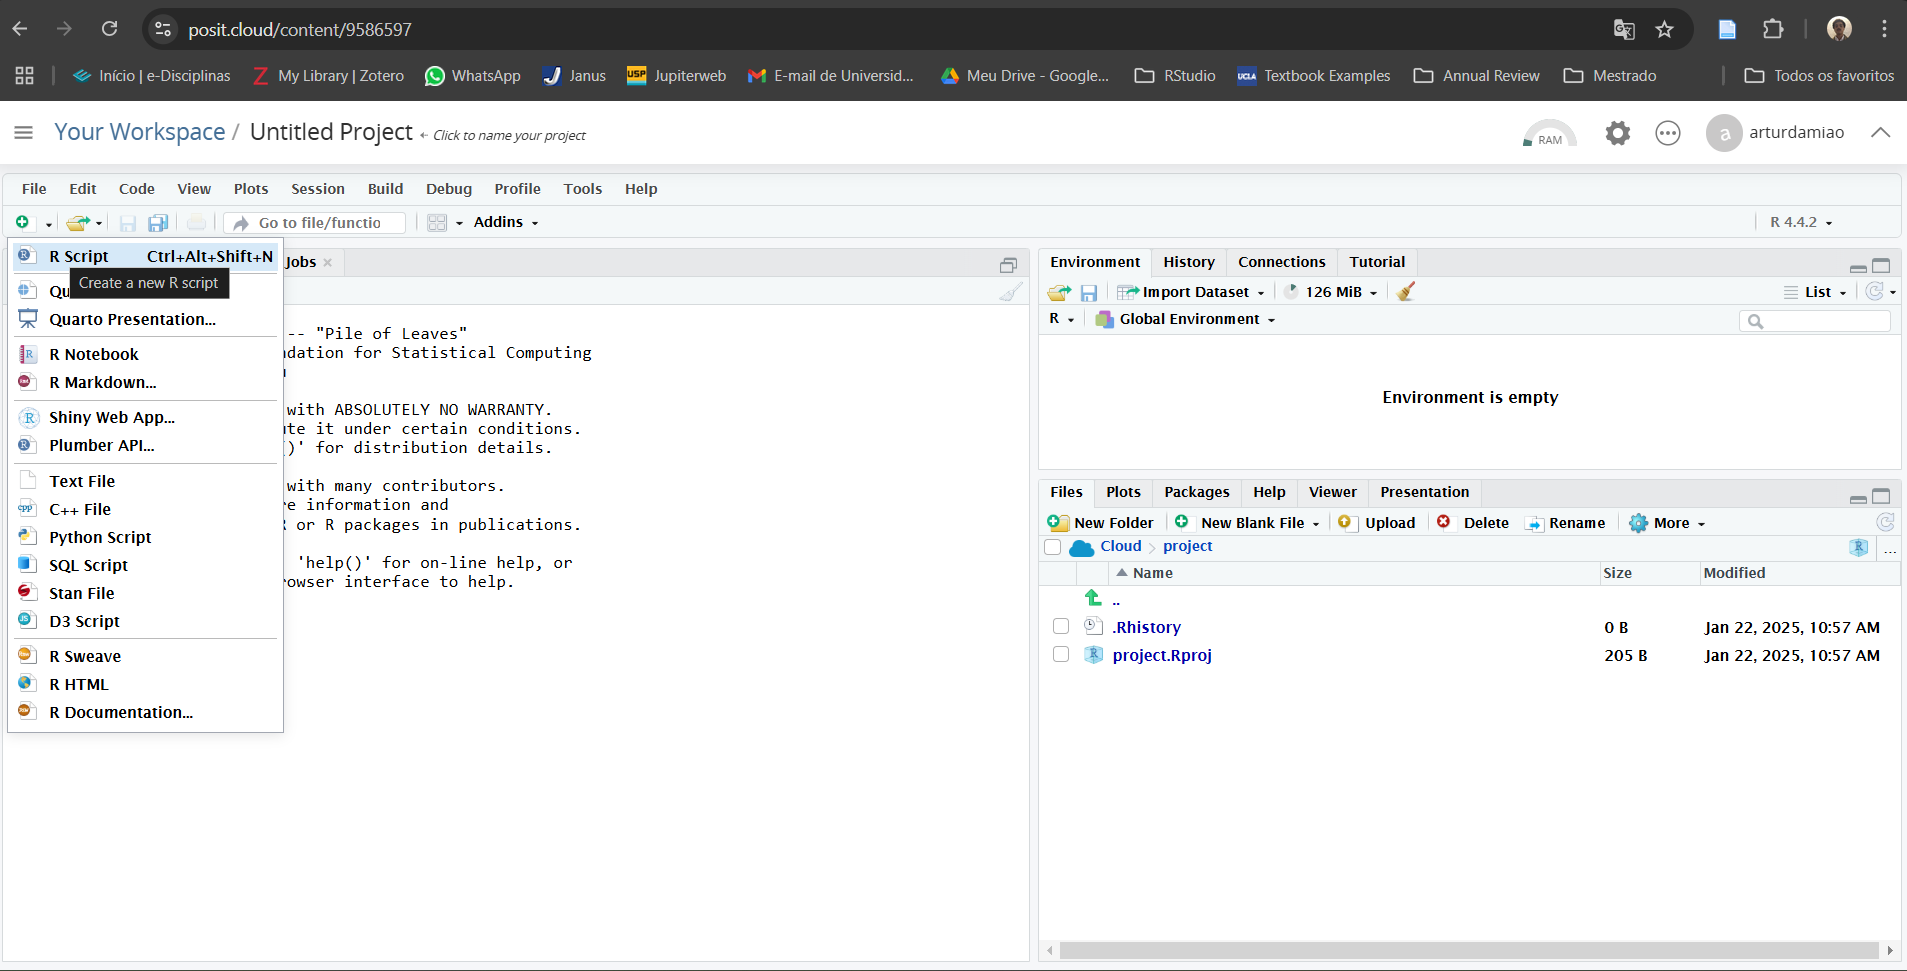 posit.cloud/content/9586597
Início | e-Disciplinas
My Library | Zotero
WhatsApp
Janus
Jupiterweb
E-mail de Universid...
Meu Drive - Google...
RStudio
Textbook Examples
Annual Review
Mestrado
Todos os favoritos
Your Workspace / Untitled Project
Click to name your project
RAM
a
arturdamiao
File Edit Code View Plots Session Build Debug Profile Tools Help
Go to file/functio
Addins
R 4.4.2
R Script Ctrl+Alt+Shift+N
Create a new R script
Qu
Quarto Presentation...
R Notebook
R Markdown...
Shiny Web App...
Plumber API...
Text File
C++ File
Python Script
SQL Script
Stan File
D3 Script
R Sweave
R HTML
R Documentation...
Jobs
-- "Pile of Leaves"
ndation for Statistical Computing
with ABSOLUTELY NO WARRANTY.
ute it under certain conditions.
)' for distribution details.
with many contributors.
re information and
R or R packages in publications.
'help()' for on-line help, or
rowser interface to help.
Environment History Connections Tutorial
Import Dataset
126 MiB
List
R
Global Environment
Environment is empty
Files Plots Packages Help Viewer Presentation
New Folder
New Blank File
Upload
Delete
Rename
More
Cloud
project
...
Name Size Modified
..
.Rhistory 0 B Jan 22, 2025, 10:57 AM
project.Rproj 205 B Jan 22, 2025, 10:57 AM